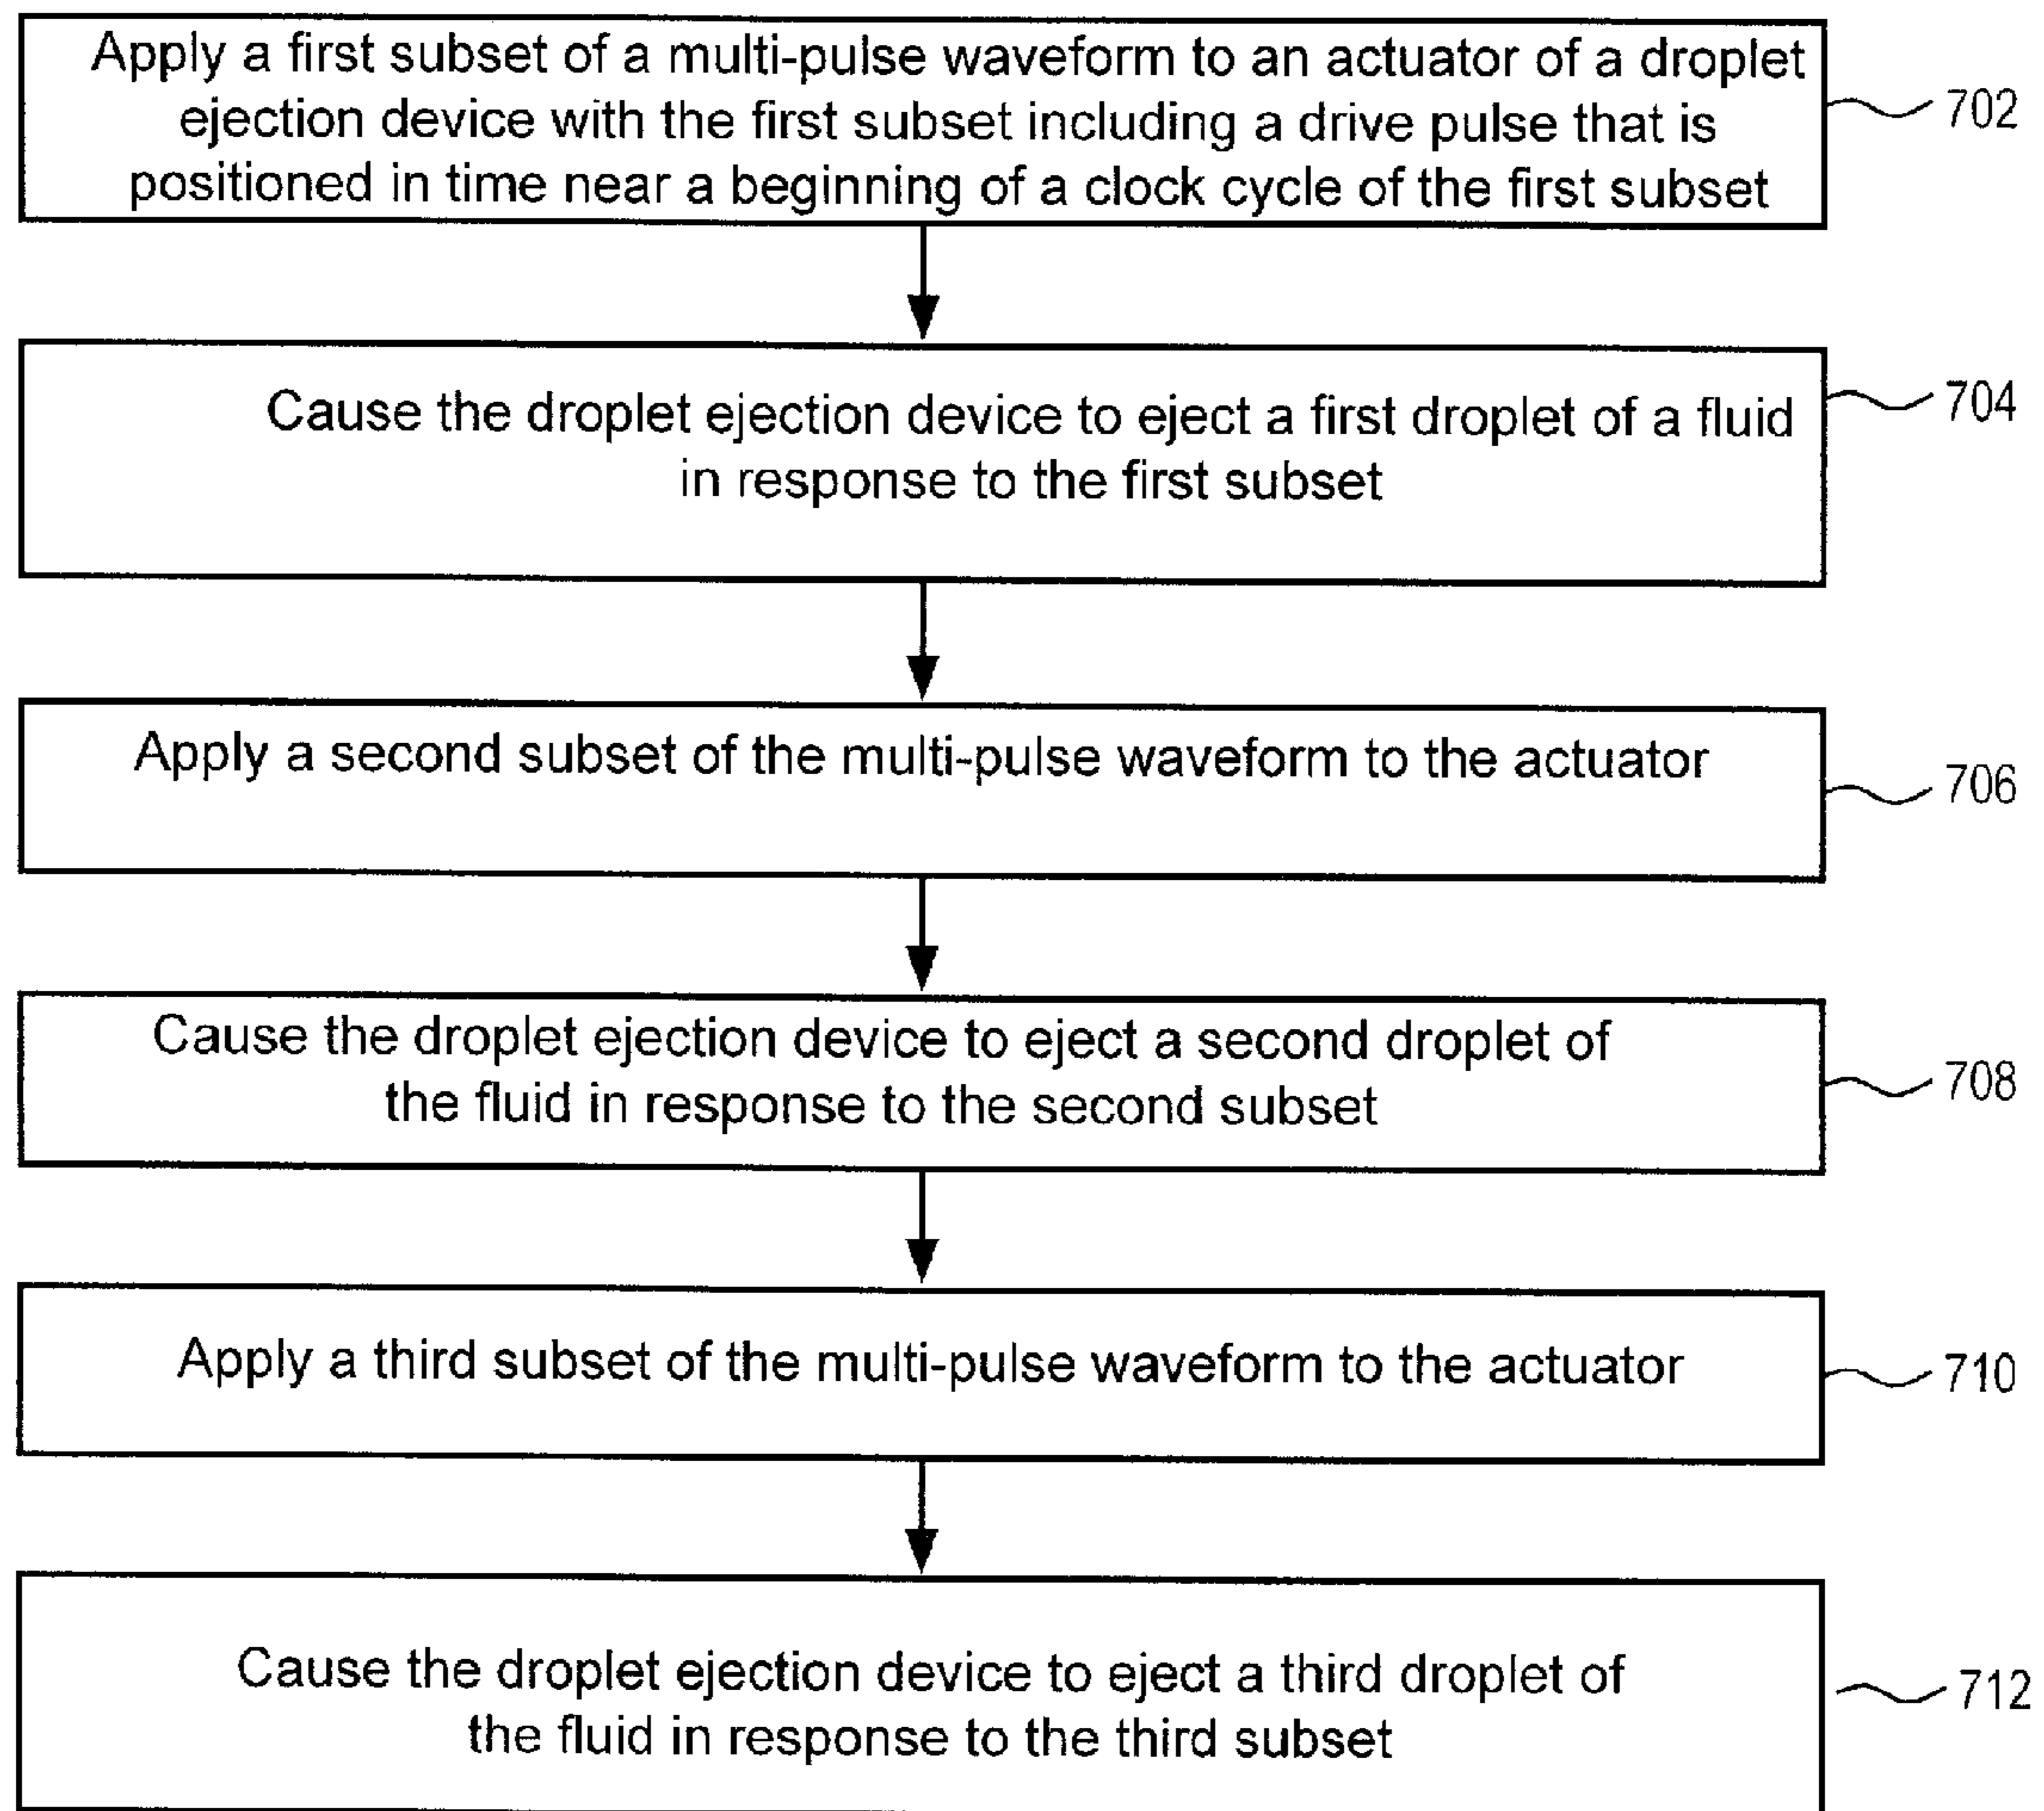 Apply a first subset of a multi-pulse waveform to an actuator of a droplet
ejection device with the first subset including a drive pulse that is
positioned in time near a beginning of a clock cycle of the first subset
702
Cause the droplet ejection device to eject a first droplet of a fluid
in response to the first subset
704
Apply a second subset of the multi-pulse waveform to the actuator
706
Cause the droplet ejection device to eject a second droplet of
the fluid in response to the second subset
708
Apply a third subset of the multi-pulse waveform to the actuator
710
Cause the droplet ejection device to eject a third droplet of
the fluid in response to the third subset
712